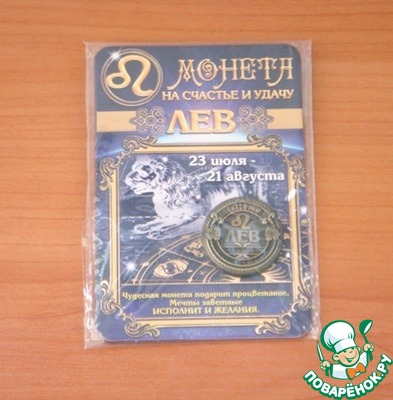 МОНЕТА
НА СЧАСТЬЕ И УДАЧУ
ЛЕВ
23 июля -
21 августа
МОНЕТА
ЛЕВ
Чудесная монета подарит процветание,
Мечты заветные
ИСПОЛНИТ И ЖЕЛАНИЯ.
ПОВАРЁНОК.РУ